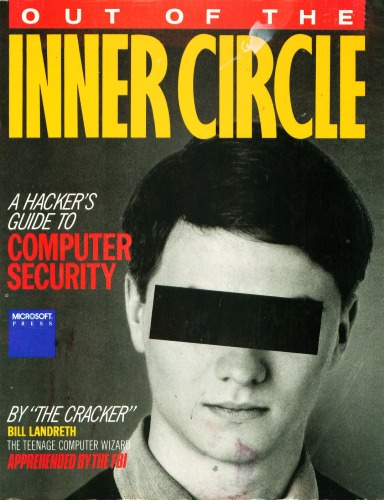 OUT OF THE
INNER CIRCLE
A HACKER'S
GUIDE TO
COMPUTER
SECURITY
MICROSOFT
PRESS
BY "THE CRACKER"
BILL LANDRETH
THE TEENAGE COMPUTER WIZARD
APPREHENDED BY THE FBI